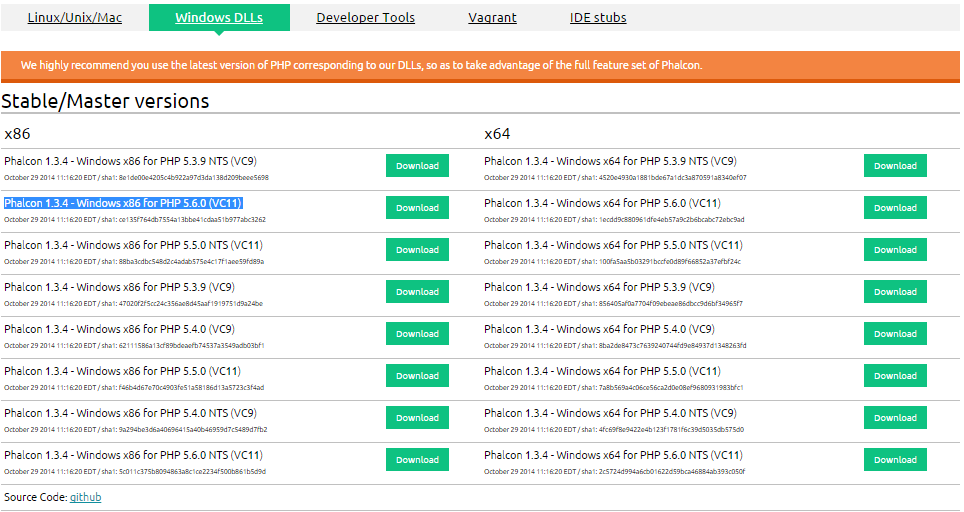 Linux/Unix/Mac
Windows DLLs
Developer Tools
Vagrant
IDE stubs
We highly recommend you use the latest version of PHP corresponding to our DLLs, so as to take advantage of the full feature set of Phalcon.
Stable/Master versions
x86
x64
Phalcon 1.3.4 - Windows x86 for PHP 5.3.9 NTS (VC9)
October 29 2014 11:16:20 EDT / sha1: 8e1de00e4205c4b922a97d3da138d209beee5698
Download
Phalcon 1.3.4 - Windows x64 for PHP 5.3.9 NTS (VC9)
October 29 2014 11:16:20 EDT / sha1: 4520e4930a1881bde67a1dc3a870591a8340ef07
Download
Phalcon 1.3.4 - Windows x86 for PHP 5.6.0 (VC11)
October 29 2014 11:16:20 EDT / sha1: ce135f764db7554a13bbe41cdaa51b977abc3262
Download
Phalcon 1.3.4 - Windows x64 for PHP 5.6.0 (VC11)
October 29 2014 11:16:20 EDT / sha1: 1ecdd9c880961dfe4eb57a9c2b6bcabc72ebc9ad
Download
Phalcon 1.3.4 - Windows x86 for PHP 5.5.0 NTS (VC11)
October 29 2014 11:16:20 EDT / sha1: 88ba3cdbc548d2c4adab575e4c17f1aee59fd89a
Download
Phalcon 1.3.4 - Windows x64 for PHP 5.5.0 NTS (VC11)
October 29 2014 11:16:20 EDT / sha1: 100fa5aa5b03291bccfe0d89f66852a37efbf24c
Download
Phalcon 1.3.4 - Windows x86 for PHP 5.3.9 (VC9)
October 29 2014 11:16:20 EDT / sha1: 47020f2f5cc24c356ae8d45aaf1919751d9a24be
Download
Phalcon 1.3.4 - Windows x64 for PHP 5.3.9 (VC9)
October 29 2014 11:16:20 EDT / sha1: 856405af0a7704f09ebeae86dbcc9d6bf34965f7
Download
Phalcon 1.3.4 - Windows x86 for PHP 5.4.0 (VC9)
October 29 2014 11:16:20 EDT / sha1: 62111586a13cf89bdeaefb74537a3549adb03bf1
Download
Phalcon 1.3.4 - Windows x64 for PHP 5.4.0 (VC9)
October 29 2014 11:16:20 EDT / sha1: 8ba2de8473c7639240744fd9e84937d1348263fd
Download
Phalcon 1.3.4 - Windows x86 for PHP 5.5.0 (VC11)
October 29 2014 11:16:20 EDT / sha1: f46b4d67e70c4903fe51a58186d13a5723c3f4ad
Download
Phalcon 1.3.4 - Windows x64 for PHP 5.5.0 (VC11)
October 29 2014 11:16:20 EDT / sha1: 7a8b569a4c06ce56ca2d0e08ef9680931983bfc1
Download
Phalcon 1.3.4 - Windows x86 for PHP 5.4.0 NTS (VC9)
October 29 2014 11:16:20 EDT / sha1: 9a294be3d6a40696415a40b46959d7c5489d7fb2
Download
Phalcon 1.3.4 - Windows x64 for PHP 5.4.0 NTS (VC9)
October 29 2014 11:16:20 EDT / sha1: 4fc69f8e9422e4b123f1781f6c39d5035db575d0
Download
Phalcon 1.3.4 - Windows x86 for PHP 5.6.0 NTS (VC11)
October 29 2014 11:16:20 EDT / sha1: 5c011c375b8094863a8c1ce2234f500b861b5d9d
Download
Phalcon 1.3.4 - Windows x64 for PHP 5.6.0 NTS (VC11)
October 29 2014 11:16:20 EDT / sha1: 2c5724d994a6cb01622d59bca46884ab393c050f
Download
Source Code: github